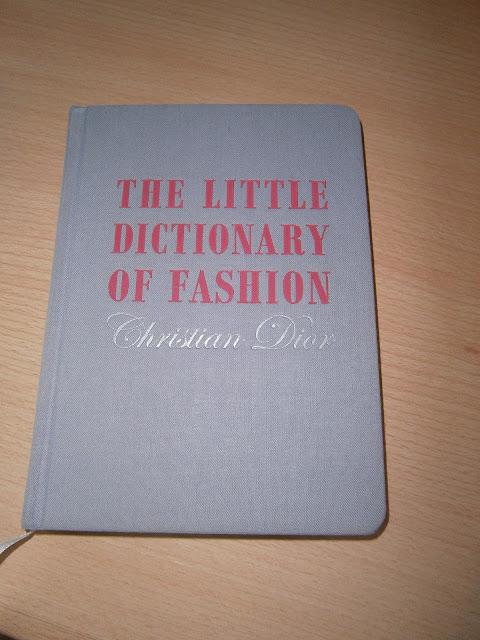 THE LITTLE
DICTIONARY
OF FASHION
Christian Dior